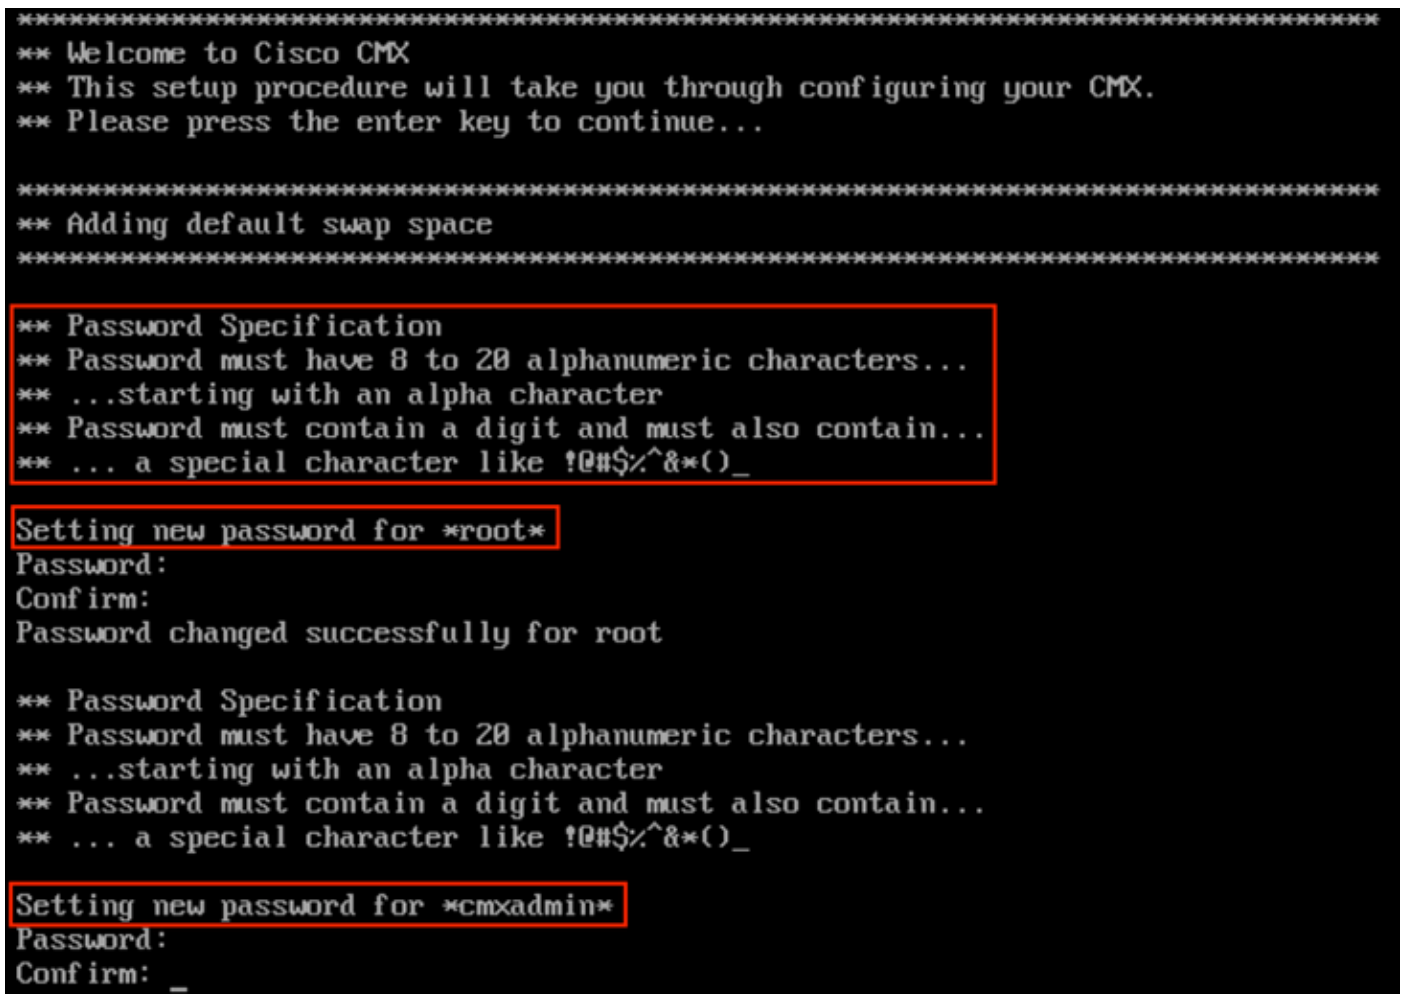 ********************************************************************************
** Welcome to Cisco CMX
** This setup procedure will take you through configuring your CMX.
** Please press the enter key to continue...
********************************************************************************
** Adding default swap space
********************************************************************************
** Password Specification
** Password must have 8 to 20 alphanumeric characters...
** ...starting with an alpha character
** Password must contain a digit and must also contain...
** ... a special character like !@#$%^&*()_
Setting new password for *root*
Password:
Confirm:
Password changed successfully for root
** Password Specification
** Password must have 8 to 20 alphanumeric characters...
** ...starting with an alpha character
** Password must contain a digit and must also contain...
** ... a special character like !@#$%^&*()_
Setting new password for *cmxadmin*
Password:
Confirm: _